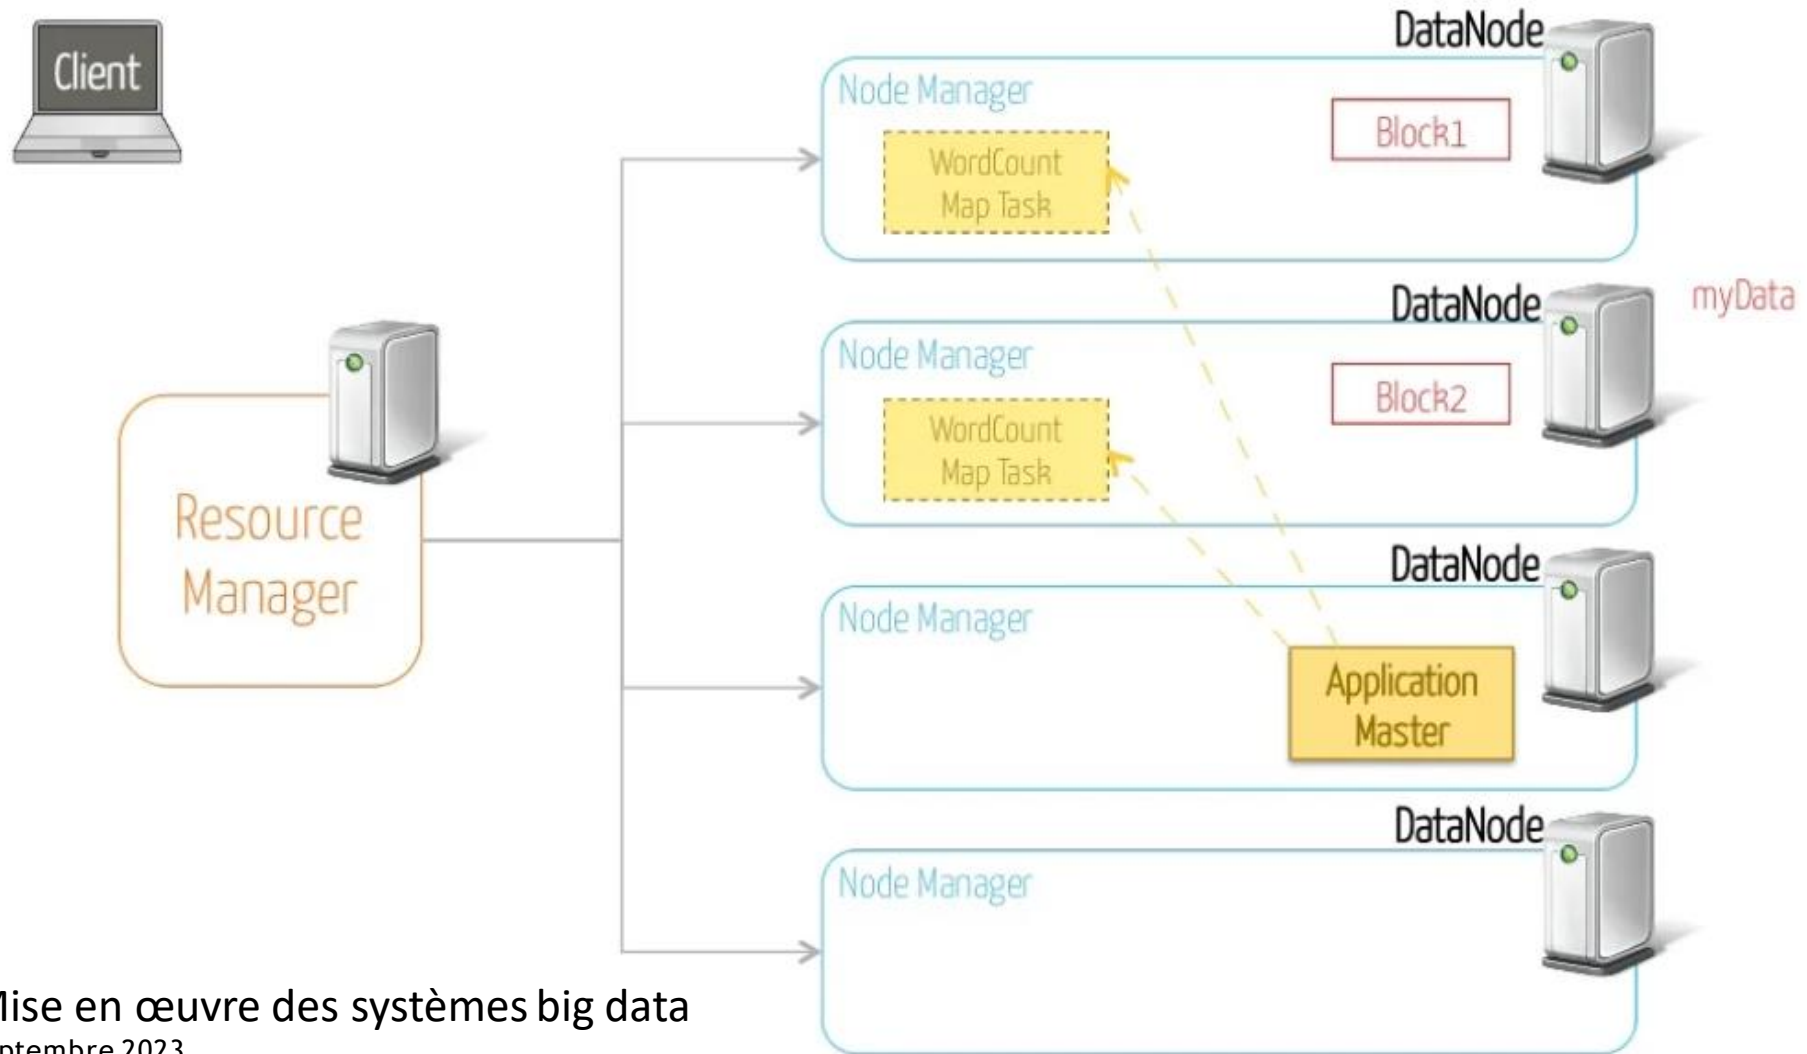 Client
DataNode
Node Manager
Block1
WordCount
Map Task
DataNode
myData
Node Manager
Block2
WordCount
Map Task
Resource
Manager
DataNode
Node Manager
Application
Master
DataNode
Node Manager
en œuvre des systèmes big data
2023